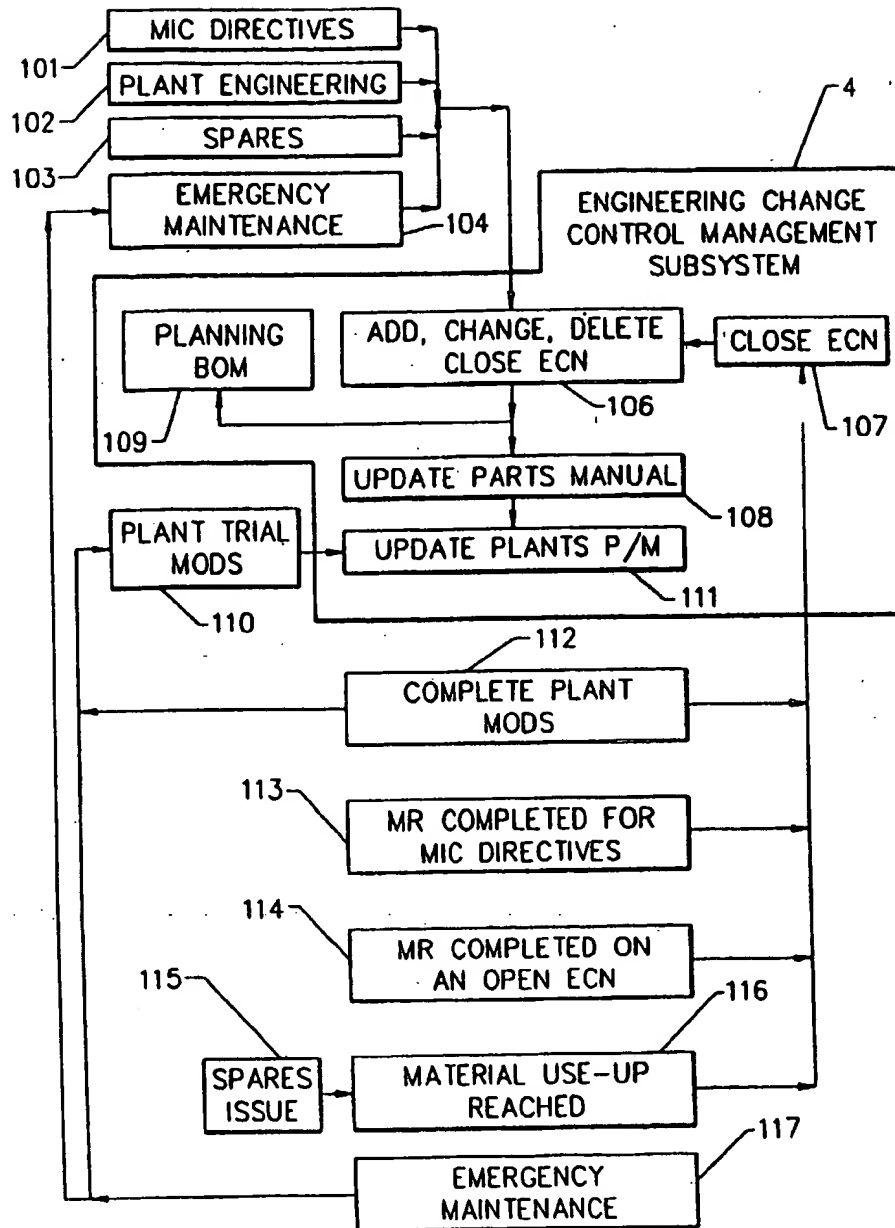 MIC DIRECTIVES
101
PLANT ENGINEERING
102
SPARES
103
EMERGENCY
MAINTENANCE
104
4
ENGINEERING CHANGE
CONTROL MANAGEMENT
SUBSYSTEM
PLANNING
BOM
109
ADD, CHANGE, DELETE
CLOSE ECN
106
CLOSE ECN
107
UPDATE PARTS MANUAL
108
PLANT TRIAL
MODS
110
UPDATE PLANTS P/M
111
112
COMPLETE PLANT
MODS
113
MR COMPLETED FOR
MIC DIRECTIVES
114
MR COMPLETED ON
AN OPEN ECN
115
SPARES
ISSUE
116
MATERIAL USE-UP
REACHED
117
EMERGENCY
MAINTENANCE